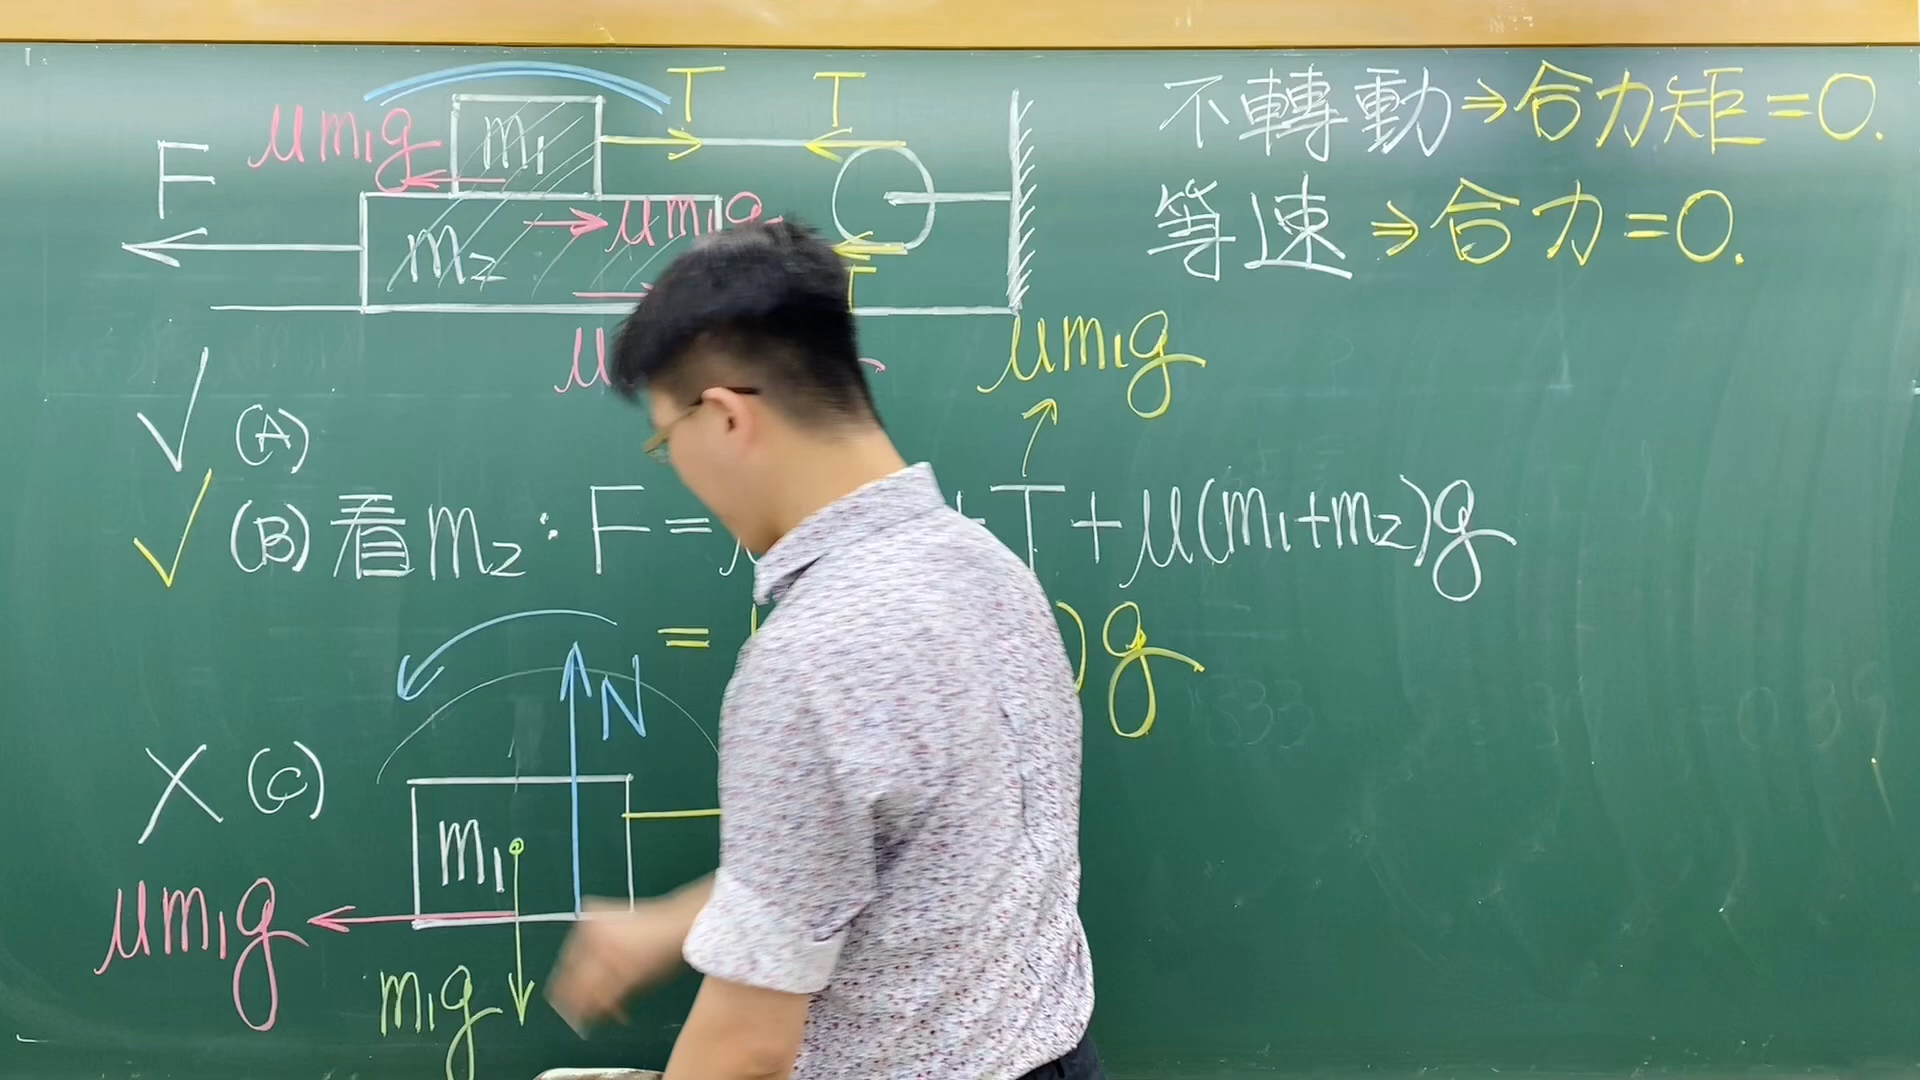 T T
μm₁g m₁
F
m₂ μm₁g
T
不轉動⇒合力矩=0.
等速⇒合力=0.
μm₁g
√ (A)
√ (B) 看m₂: F= +T+μ(m₁+m₂)g
= )g
N
X (C)
m₁
μm₁g
m₁g